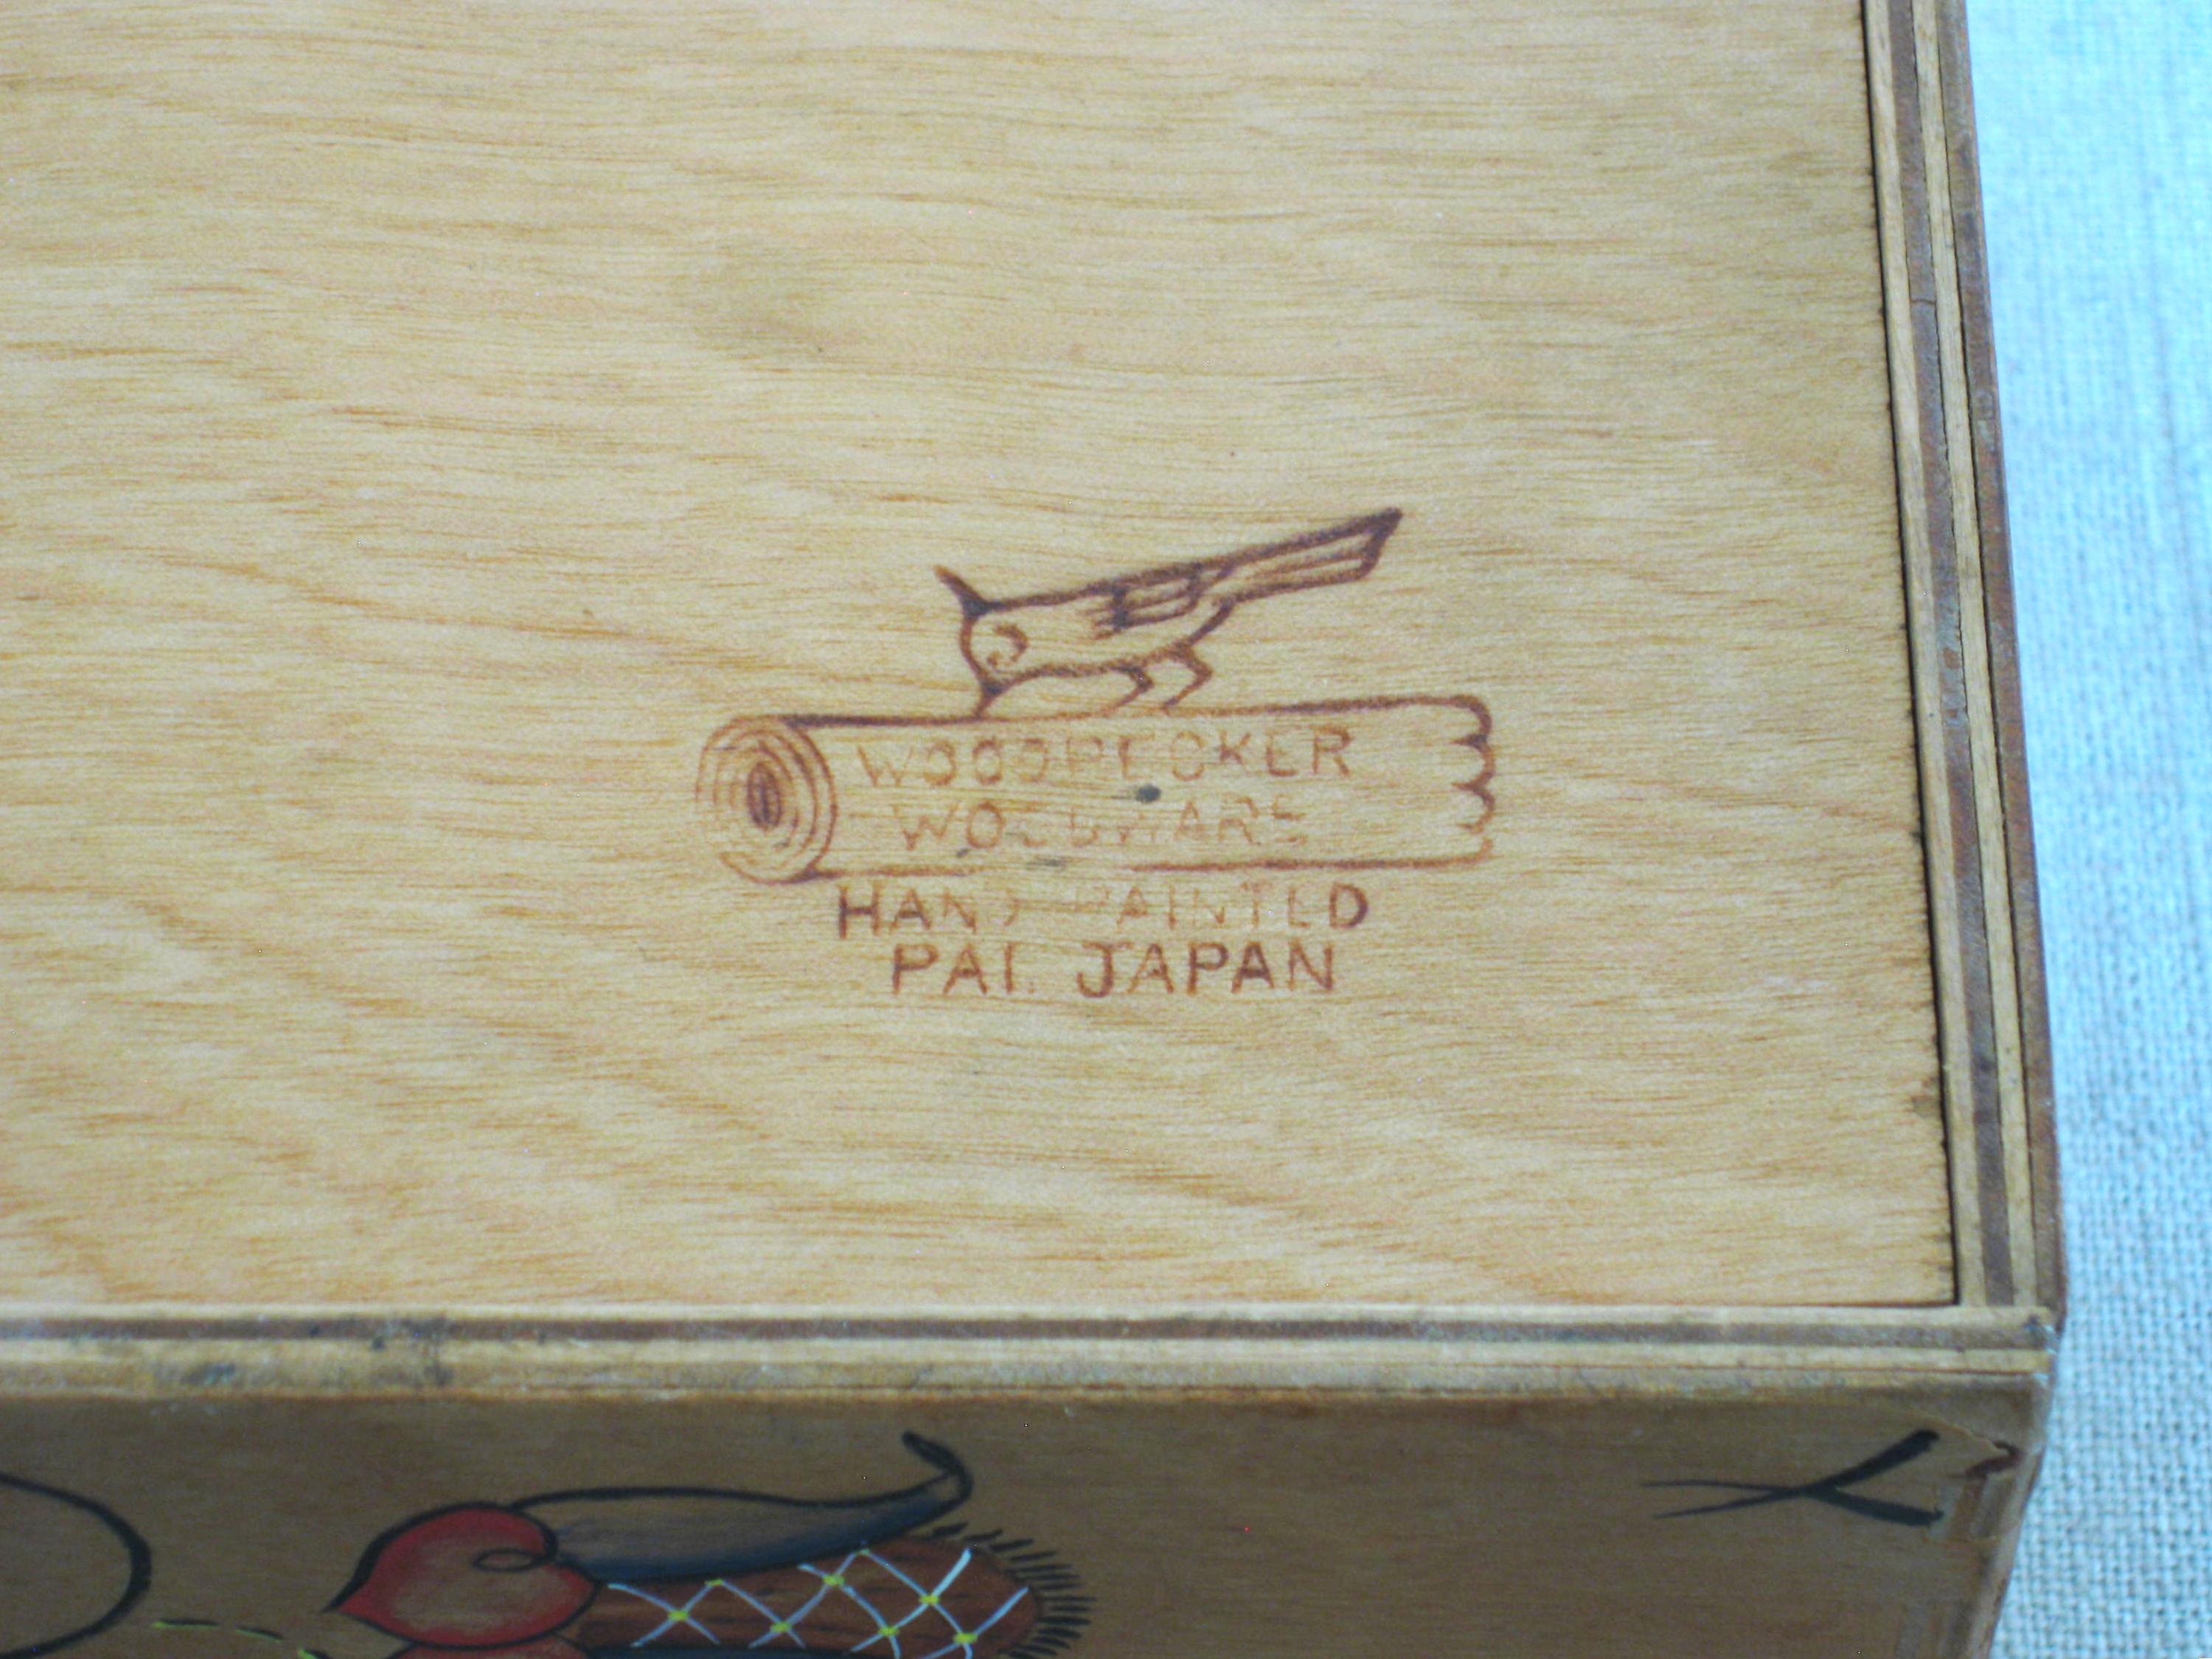 WOODPECKER
WOODWARE
HAND PAINTED
PAT. JAPAN